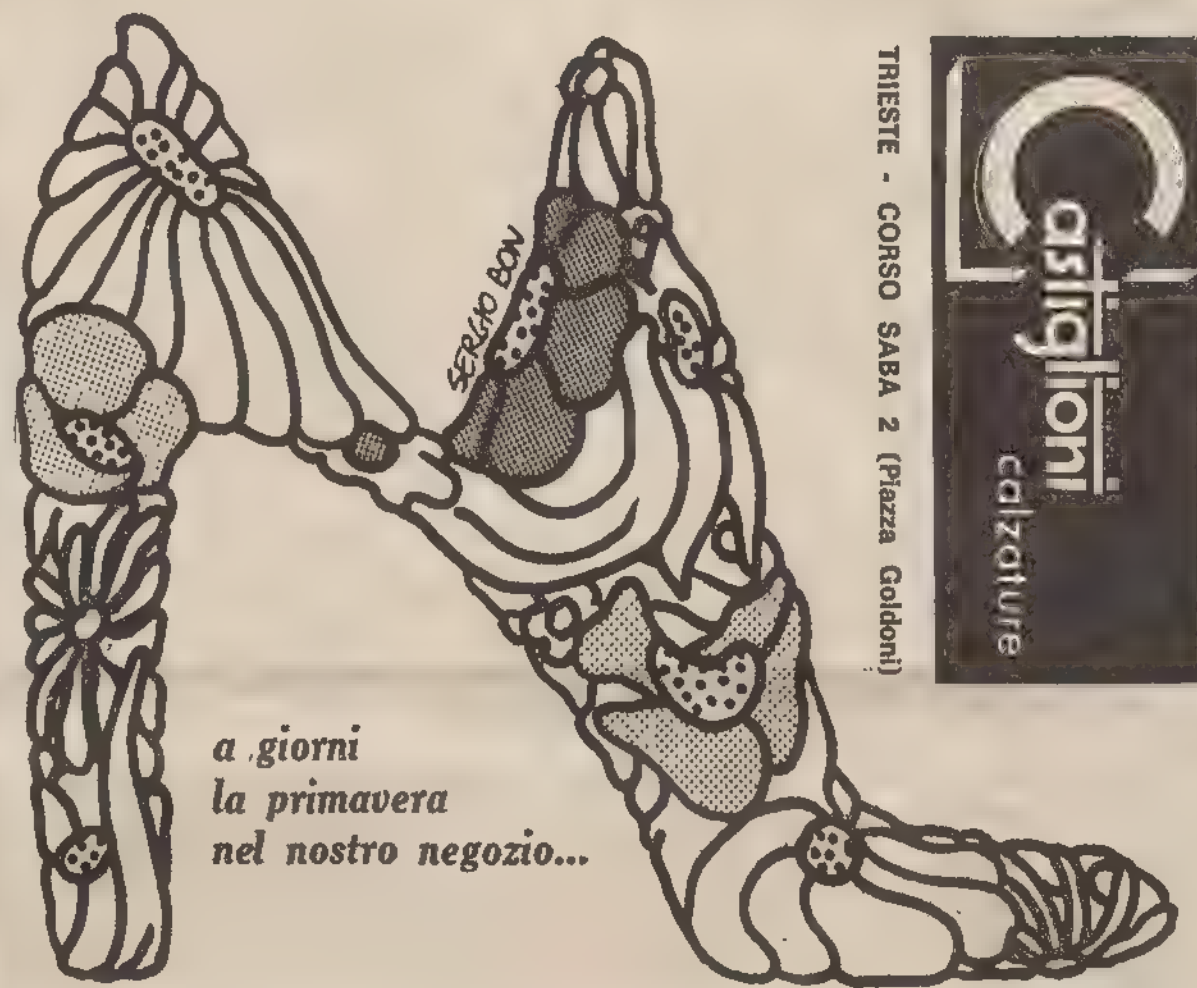 SERGIO BON
a giorni
la primavera
nel nostro negozio...
TRIESTE - CORSO SABA 2 (Piazza Goldoni)
Castiglioni
calzature